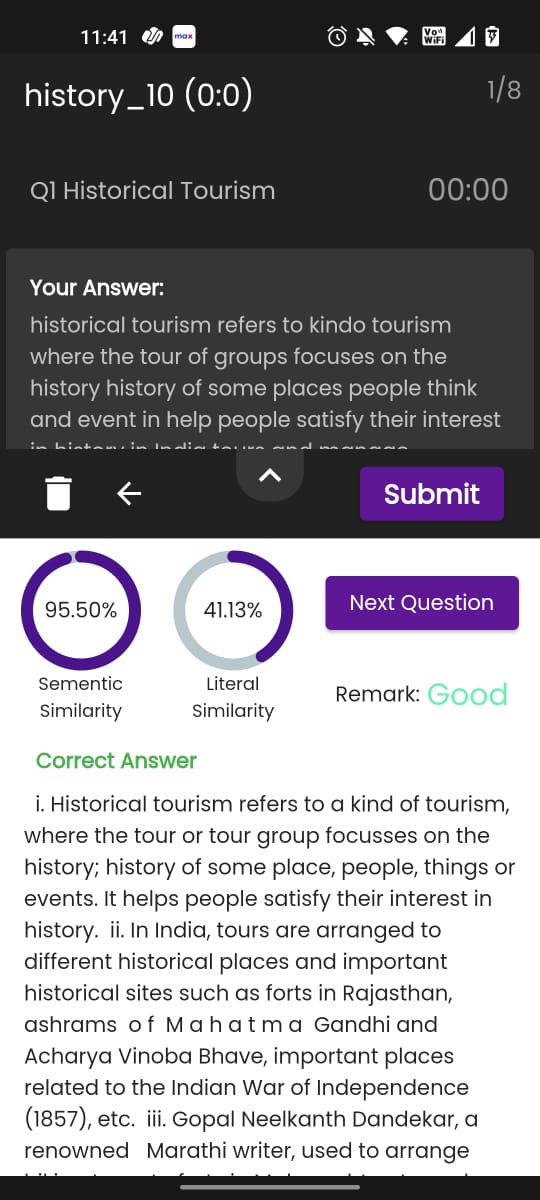 11:41 max Vo)) WiFi
history_10 (0:0) 1/8
Q1 Historical Tourism 00:00
Your Answer:
historical tourism refers to kindo tourism
where the tour of groups focuses on the
history history of some places people think
and event in help people satisfy their interest
in history in India tours and manage
Submit
95.50% 41.13% Next Question
Sementic Similarity
Literal Similarity
Remark: Good
Correct Answer
i. Historical tourism refers to a kind of tourism,
where the tour or tour group focusses on the
history; history of some place, people, things or
events. It helps people satisfy their interest in
history.  ii. In India, tours are arranged to
different historical places and important
historical sites such as forts in Rajasthan,
ashrams  o f  M a h a t m a  Gandhi and
Acharya Vinoba Bhave, important places
related to the Indian War of Independence
(1857), etc.  iii. Gopal Neelkanth Dandekar, a
renowned   Marathi writer, used to arrange